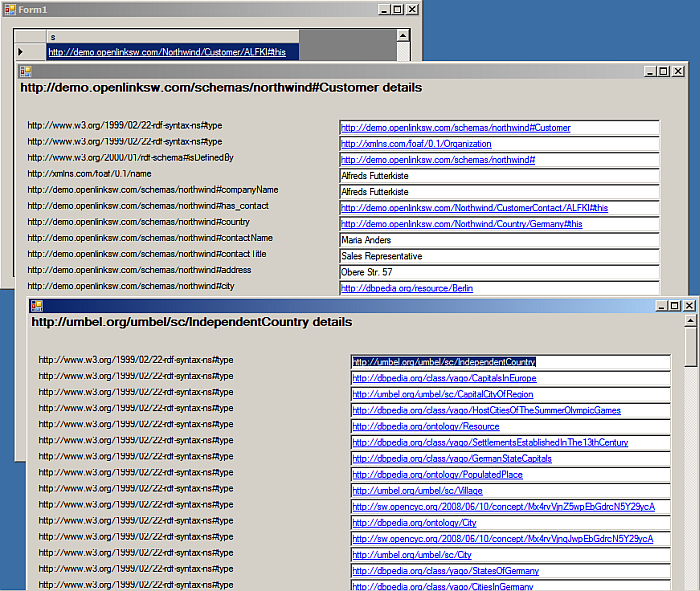 Form1
s
http://demo.openlinksw.com/Northwind/Customer/ALFKI#this
http://demo.openlinksw.com/schemas/northwind#Customer details
http://www.w3.org/1999/02/22-rdf-syntax-ns#type http://demo.openlinksw.com/schemas/northwind#Customer
http://www.w3.org/1999/02/22-rdf-syntax-ns#type http://xmlns.com/foaf/0.1/Organization
http://www.w3.org/2000/01/rdf-schema#isDefinedBy http://demo.openlinksw.com/schemas/northwind#
http://xmlns.com/foaf/0.1/name Alfreds Futterkiste
http://demo.openlinksw.com/schemas/northwind#companyName Alfreds Futterkiste
http://demo.openlinksw.com/schemas/northwind#has_contact http://demo.openlinksw.com/Northwind/CustomerContact/ALFKI#this
http://demo.openlinksw.com/schemas/northwind#country http://demo.openlinksw.com/Northwind/Country/Germany#this
http://demo.openlinksw.com/schemas/northwind#contactName Maria Anders
http://demo.openlinksw.com/schemas/northwind#contactTitle Sales Representative
http://demo.openlinksw.com/schemas/northwind#address Obere Str. 57
http://demo.openlinksw.com/schemas/northwind#city http://dbpedia.org/resource/Berlin
http://umbel.org/umbel/sc/IndependentCountry details
http://www.w3.org/1999/02/22-rdf-syntax-ns#type http://umbel.org/umbel/sc/IndependentCountry
http://www.w3.org/1999/02/22-rdf-syntax-ns#type http://dbpedia.org/class/yago/CapitalsInEurope
http://www.w3.org/1999/02/22-rdf-syntax-ns#type http://umbel.org/umbel/sc/CapitalCityOfRegion
http://www.w3.org/1999/02/22-rdf-syntax-ns#type http://dbpedia.org/class/yago/HostCitiesOfTheSummerOlympicGames
http://www.w3.org/1999/02/22-rdf-syntax-ns#type http://dbpedia.org/ontology/Resource
http://www.w3.org/1999/02/22-rdf-syntax-ns#type http://dbpedia.org/class/yago/SettlementsEstablishedInThe13thCentury
http://www.w3.org/1999/02/22-rdf-syntax-ns#type http://dbpedia.org/class/yago/GermanStateCapitals
http://www.w3.org/1999/02/22-rdf-syntax-ns#type http://dbpedia.org/ontology/PopulatedPlace
http://www.w3.org/1999/02/22-rdf-syntax-ns#type http://umbel.org/umbel/sc/Village
http://www.w3.org/1999/02/22-rdf-syntax-ns#type http://sw.opencyc.org/2008/06/10/concept/Mx4rvVjnZ5wpEbGdrcN5Y29ycA
http://www.w3.org/1999/02/22-rdf-syntax-ns#type http://dbpedia.org/ontology/City
http://www.w3.org/1999/02/22-rdf-syntax-ns#type http://sw.opencyc.org/2008/06/10/concept/Mx4rvVjnqJwpEbGdrcN5Y29ycA
http://www.w3.org/1999/02/22-rdf-syntax-ns#type http://umbel.org/umbel/sc/City
http://www.w3.org/1999/02/22-rdf-syntax-ns#type http://dbpedia.org/class/yago/StatesOfGermany
http://www.w3.org/1999/02/22-rdf-syntax-ns#type http://dbpedia.org/class/yago/CitiesInGermany